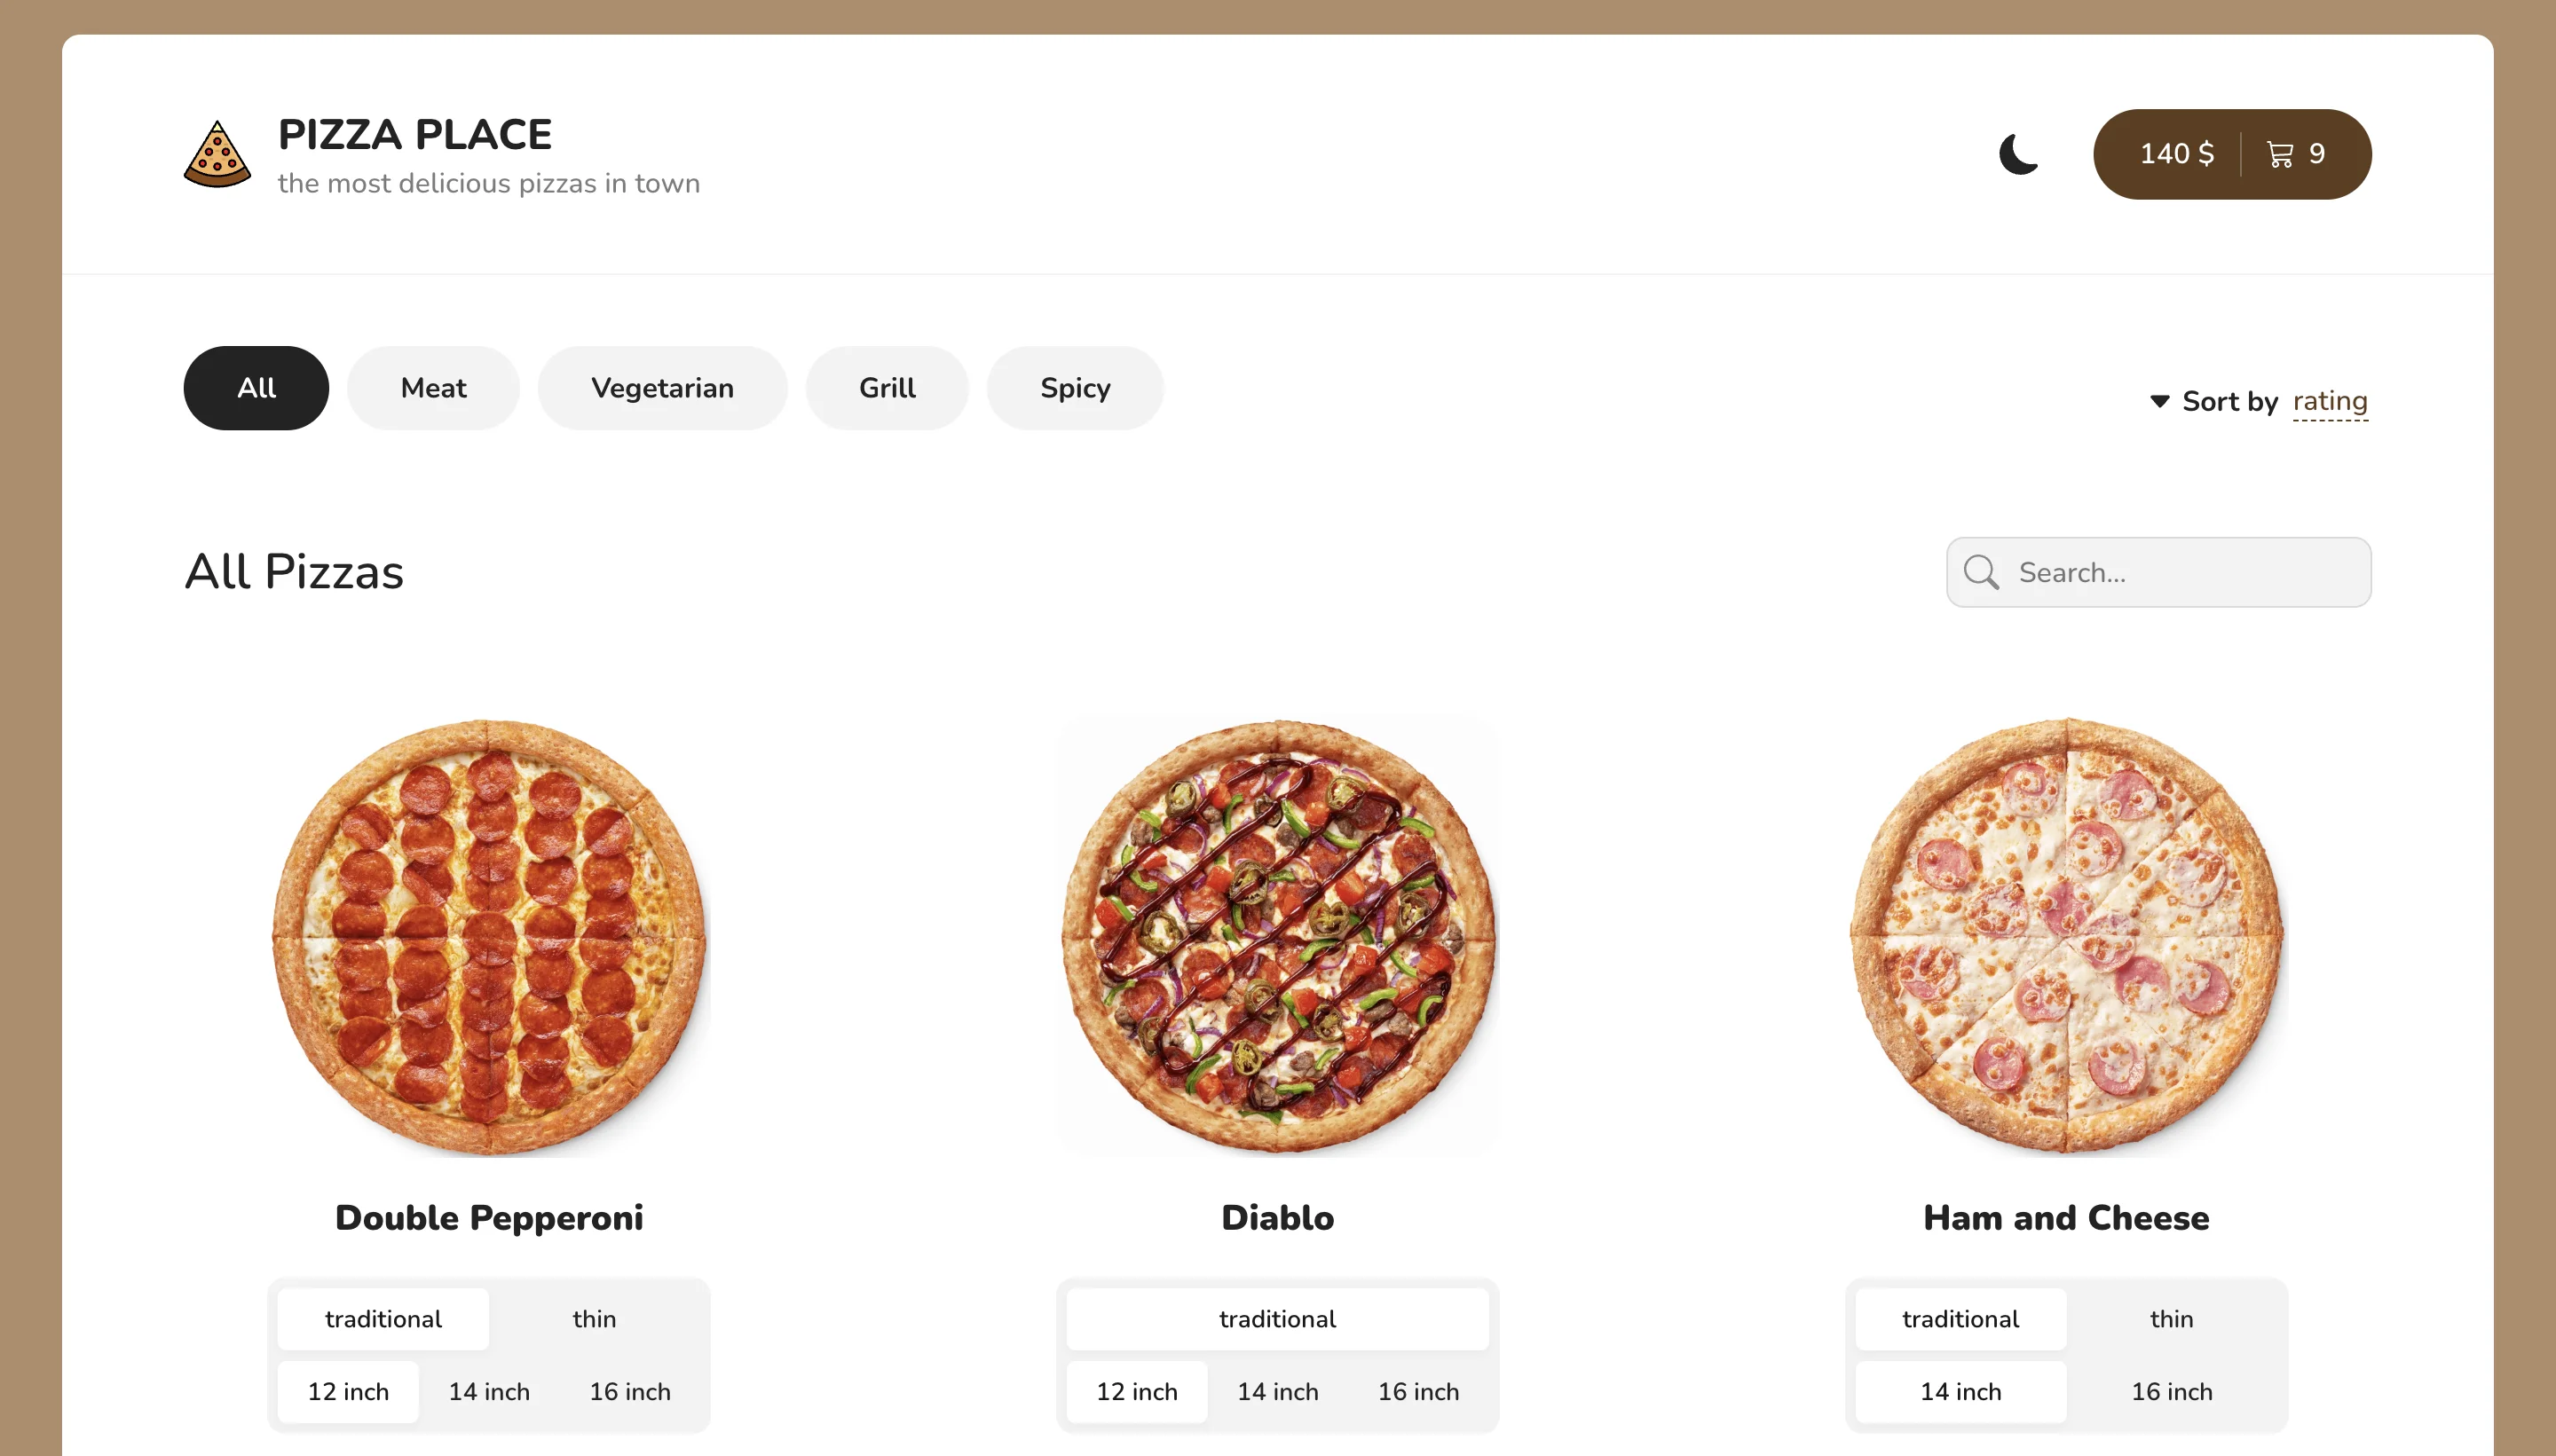 PIZZA PLACE
the most delicious pizzas in town
140 $ 9
All Meat Vegetarian Grill Spicy
Sort by rating
All Pizzas
Search...
Double Pepperoni
traditional thin
12 inch 14 inch 16 inch
Diablo
traditional
12 inch 14 inch 16 inch
Ham and Cheese
traditional thin
14 inch 16 inch